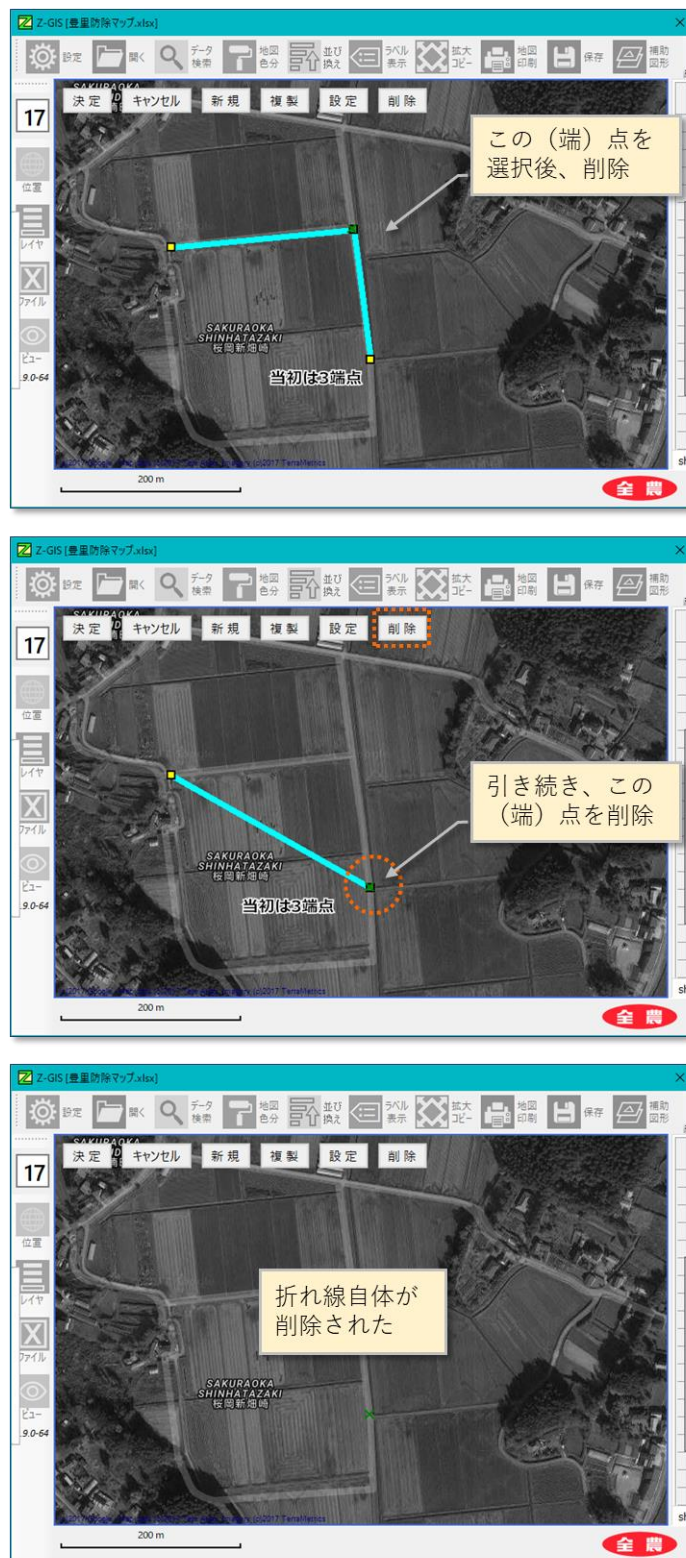 Z-GIS [豊里防除マップ.xlsx]
設定 開く データ検索 地図色分 並び換え ラベル表示 拡大コピー 地図印刷 保存 補助図形
決定 キャンセル 新規 複製 設定 削除
17
この（端）点を
選択後、削除
位置
レイヤ
ファイル
SAKURAOKA
SHINHATAZAKI
桜岡新畑崎
ビュー
.9.0-64
当初は3端点
200 m
全農
Z-GIS [豊里防除マップ.xlsx]
設定 開く データ検索 地図色分 並び換え ラベル表示 拡大コピー 地図印刷 保存 補助図形
決定 キャンセル 新規 複製 設定 削除
17
位置
レイヤ
引き続き、この
（端）点を削除
ファイル
SAKURAOKA
SHINHATAZAKI
桜岡新畑崎
ビュー
.9.0-64
当初は3端点
200 m
全農
Z-GIS [豊里防除マップ.xlsx]
設定 開く データ検索 地図色分 並び換え ラベル表示 拡大コピー 地図印刷 保存 補助図形
決定 キャンセル 新規 複製 設定 削除
17
位置
レイヤ
折れ線自体が
削除された
ファイル
SAKURAOKA
SHINHATAZAKI
桜岡新畑崎
ビュー
.9.0-64
200 m
全農